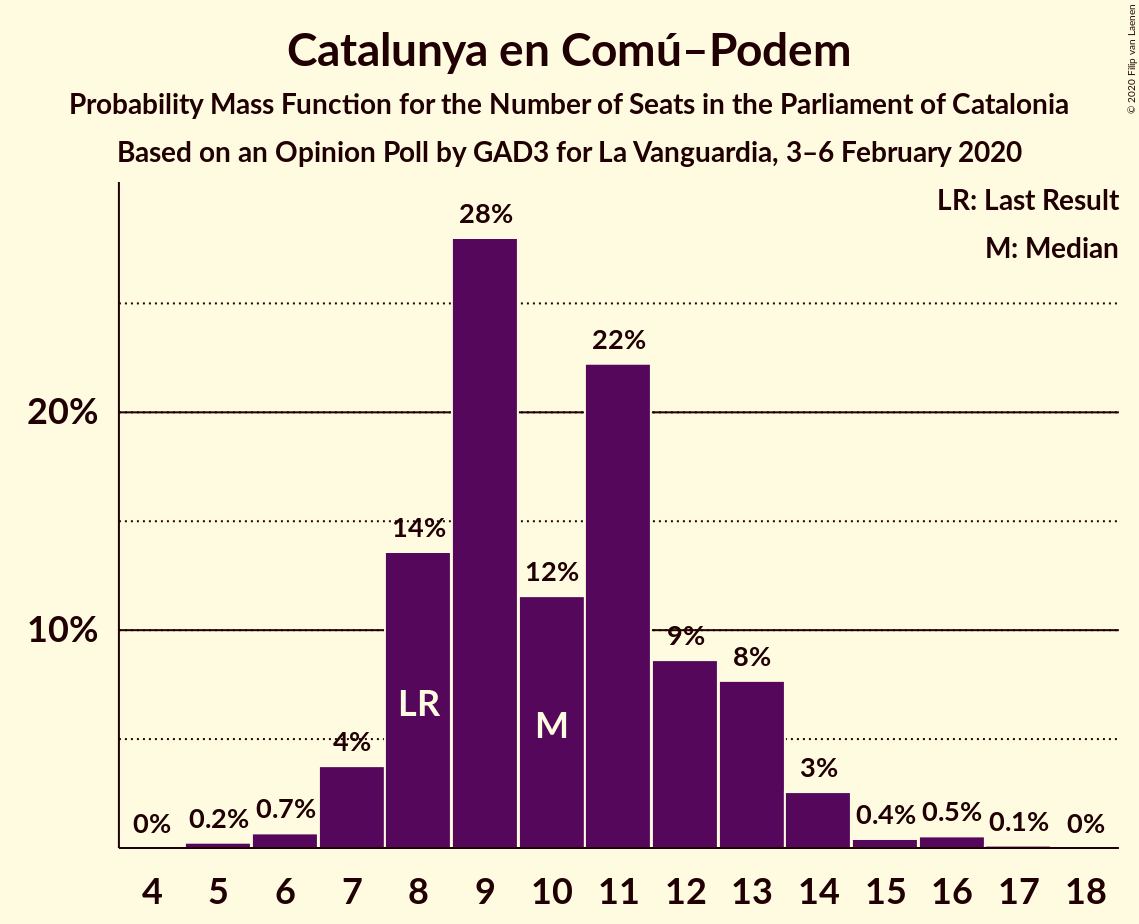 Catalunya en Comú–Podem
Probability Mass Function for the Number of Seats in the Parliament of Catalonia
Based on an Opinion Poll by GAD3 for La Vanguardia, 3–6 February 2020
© 2020 Filip van Laenen
LR: Last Result
M: Median
28%
22%
20%
14%
12%
10%
9%
8%
LR
M
4%
3%
0%
0.2%
0.7%
0.4%
0.5%
0.1%
0%
4 5 6 7 8 9 10 11 12 13 14 15 16 17 18